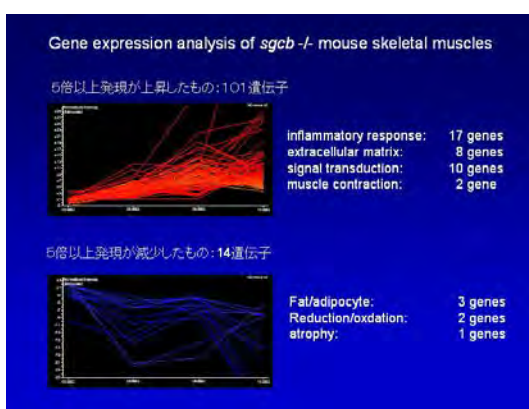 Gene expression analysis of sgcb -/- mouse skeletal muscles
5倍以上発現が上昇したもの:101遺伝子
inflammatory response: 17 genes
extracellular matrix: 8 genes
signal transduction: 10 genes
muscle contraction: 2 gene
5倍以上発現が減少したもの:14遺伝子
Fat/adipocyte: 3 genes
Reduction/oxdation: 2 genes
atrophy: 1 genes